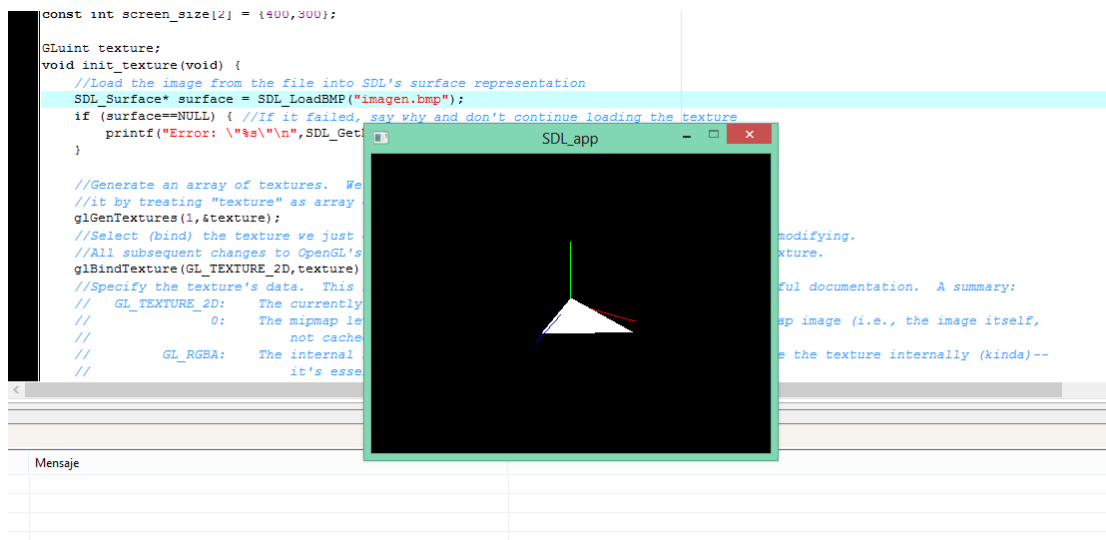 const int screen_size[2] = {400,300};
GLuint texture;
void init_texture(void) {
//Load the image from the file into SDL's surface representation
SDL_Surface* surface = SDL_LoadBMP("imagen.bmp");
if (surface==NULL) { //If it failed, say why and don't continue loading the texture
printf("Error: \"%s\"\n",SDL_Get
}
//Generate an array of textures. We
//it by treating "texture" as array
glGenTextures(1,&texture);
//Select (bind) the texture we just modifying.
//All subsequent changes to OpenGL's xture.
glBindTexture(GL_TEXTURE_2D,texture)
//Specify the texture's data. This ful documentation. A summary:
// GL_TEXTURE_2D: The currently
// 0: The mipmap le ap image (i.e., the image itself,
// not cache
// GL_RGBA: The internal e the texture internally (kinda)--
// it's esse
SDL_app
Mensaje